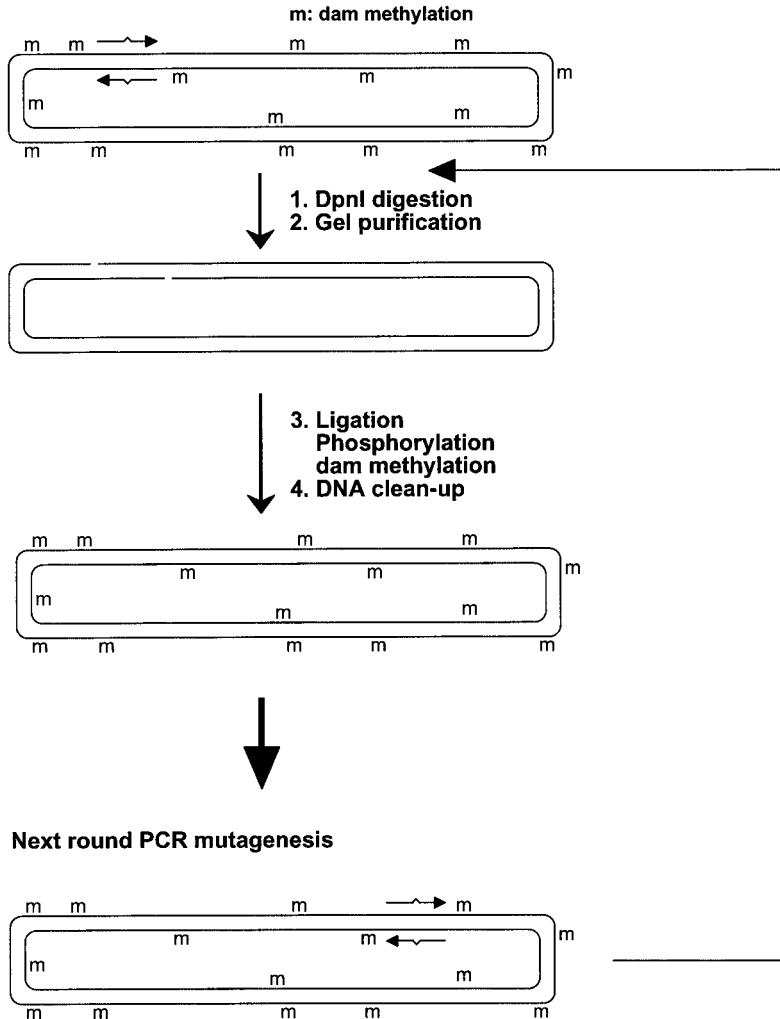 m: dam methylation
m m m m
m m m
m m m
m m m m m
1. DpnI digestion
2. Gel purification
3. Ligation
Phosphorylation
dam methylation
4. DNA clean-up
m m m m
m m m
m m m
m m m m m
Next round PCR mutagenesis
m m m m
m m m
m m m
m m m m m